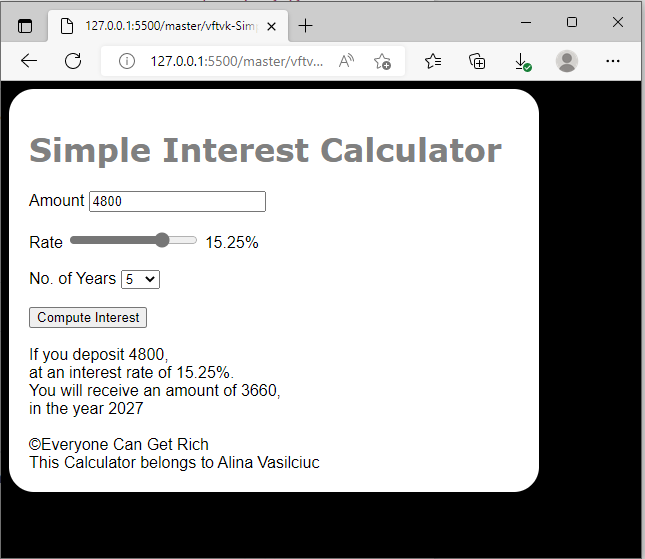 127.0.0.1:5500/master/vftvk-Sim
127.0.0.1:5500/master/vftv...
Simple Interest Calculator
Amount 4800
Rate 15.25%
No. of Years 5
Compute Interest
If you deposit 4800,
at an interest rate of 15.25%.
You will receive an amount of 3660,
in the year 2027
©Everyone Can Get Rich
This Calculator belongs to Alina Vasilciuc